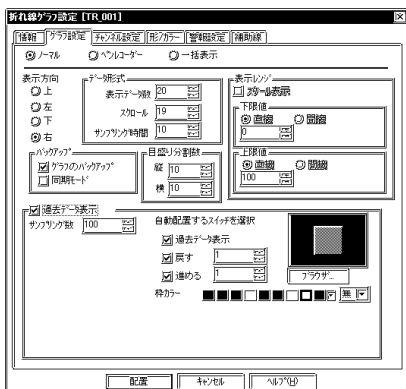 折れ線グラフ設定 [TR_001]
情報 グラフ設定 チャンネル設定 形/カラー 警報設定 補助線
ノーマル ペンレコーダー 一括表示
表示方向
上
左
下
右
データ形式
表示データ数 20
スクロール 19
サンプリング時間 10
表示レンジ
スケール表示
下限値
直線 間線
0
上限値
直線 間線
100
バックアップ
グラフのバックアップ
同期モード
目盛り分割数
縦 10
横 10
過去データ表示
サンプリング数 100
自動配置するスイッチを選択
過去データ表示
戻す 1
進める 1
ブラウザ...
枠カラー 無
配置 キャンセル ヘルプ(H)